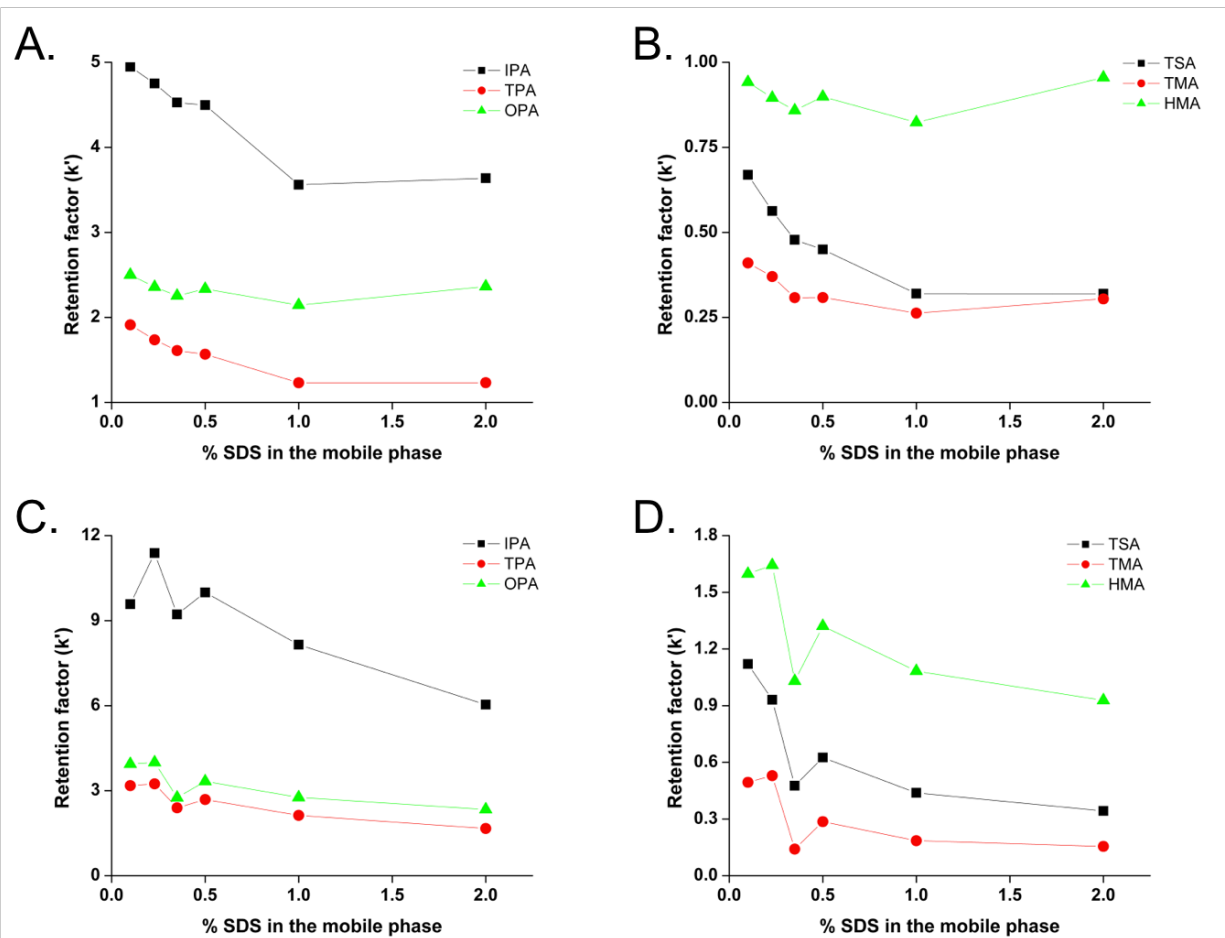 A.
IPA
TPA
OPA
Retention factor (k')
5
4
3
2
1
0.0 0.5 1.0 1.5 2.0
% SDS in the mobile phase
B.
TSA
TMA
HMA
Retention factor (k')
1.00
0.75
0.50
0.25
0.00
0.0 0.5 1.0 1.5 2.0
% SDS in the mobile phase
C.
IPA
TPA
OPA
Retention factor (k')
12
9
6
3
0
0.0 0.5 1.0 1.5 2.0
% SDS in the mobile phase
D.
TSA
TMA
HMA
Retention factor (k')
1.8
1.5
1.2
0.9
0.6
0.3
0.0
0.0 0.5 1.0 1.5 2.0
% SDS in the mobile phase